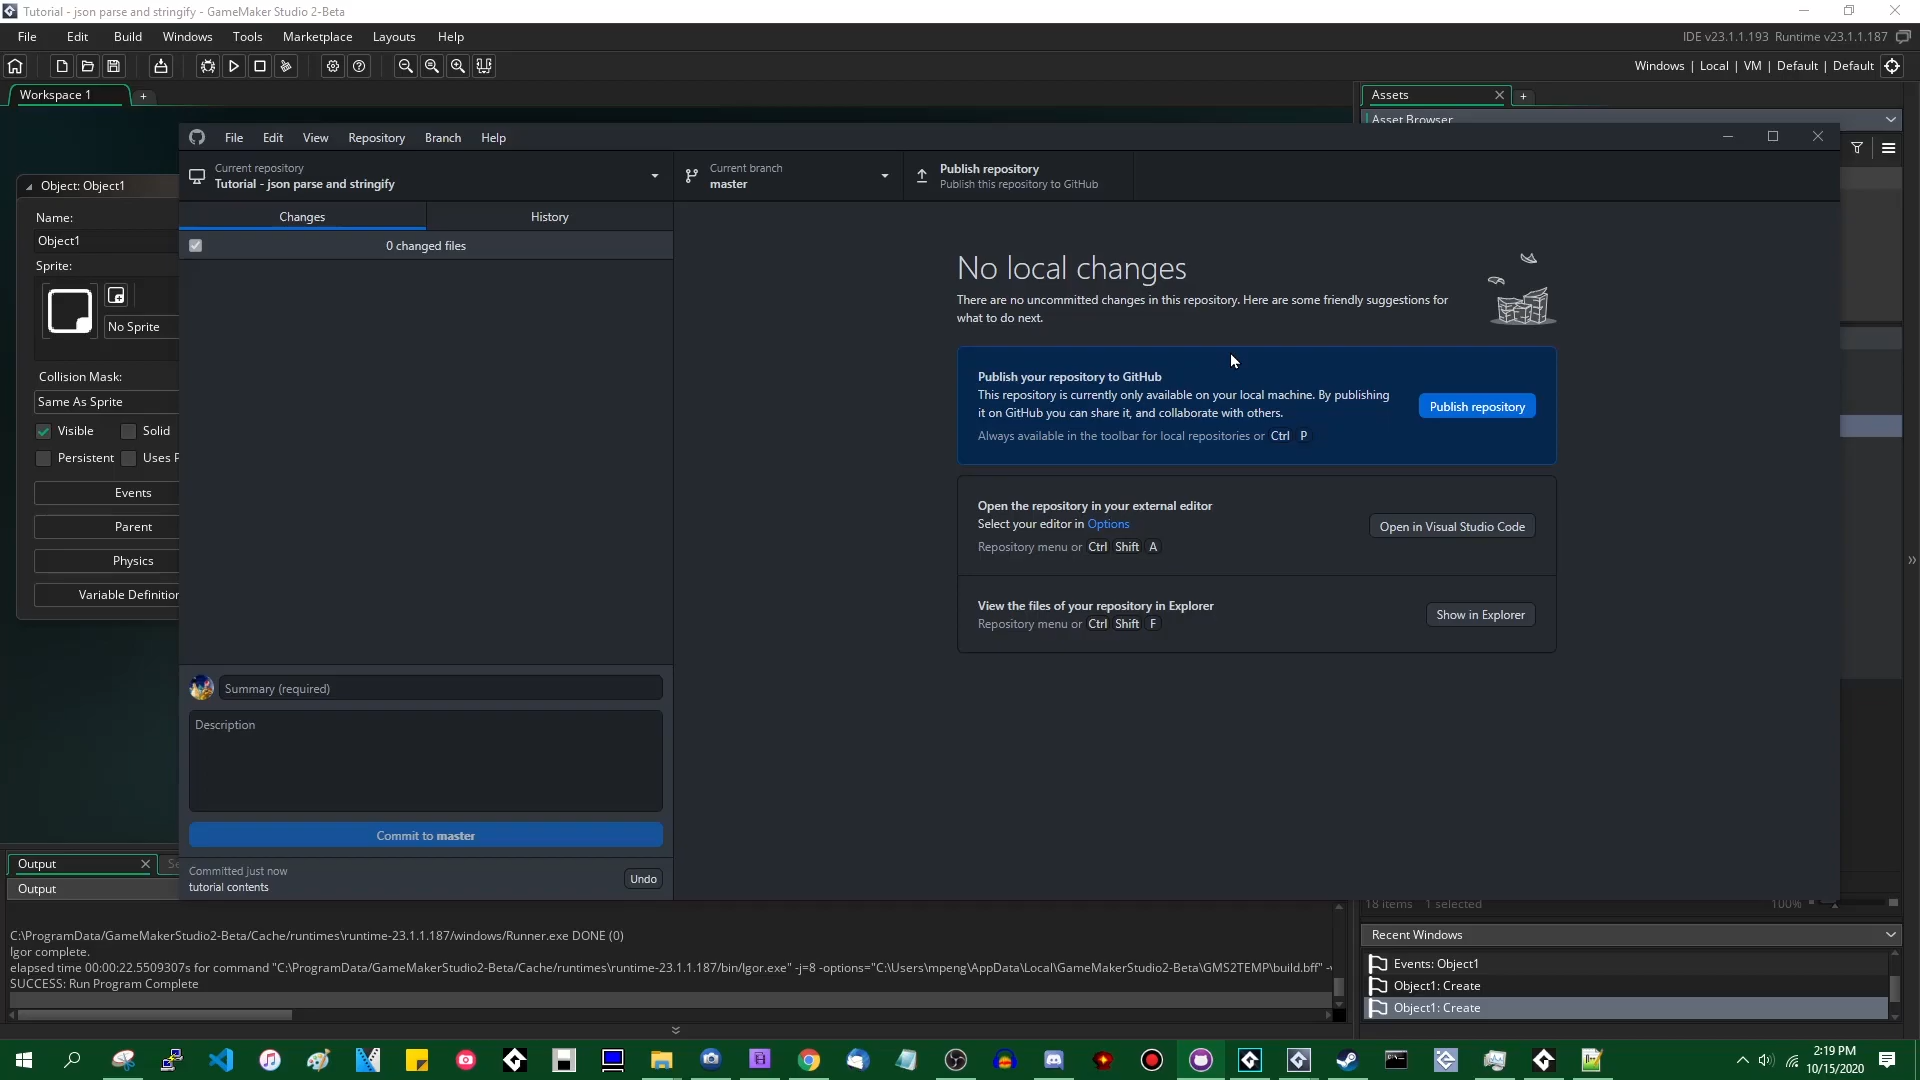 Tutorial - json parse and stringify - GameMaker Studio 2-Beta
File Edit Build Windows Tools Marketplace Layouts Help
IDE v23.1.1.193 Runtime v23.1.1.187
Windows | Local | VM | Default | Default
Workspace 1
Assets
Asset Browser
Object: Object1
Name:
Object1
Sprite:
No Sprite
Collision Mask:
Same As Sprite
Visible
Solid
Persistent
Uses
Events
Parent
Physics
Variable Definition
File Edit View Repository Branch Help
Current repository
Tutorial - json parse and stringify
Current branch
master
Publish repository
Publish this repository to GitHub
Changes
History
0 changed files
No local changes
There are no uncommitted changes in this repository. Here are some friendly suggestions for
what to do next.
Publish your repository to GitHub
This repository is currently only available on your local machine. By publishing
it on GitHub you can share it, and collaborate with others.
Always available in the toolbar for local repositories or Ctrl P
Publish repository
Open the repository in your external editor
Select your editor in Options
Repository menu or Ctrl Shift A
Open in Visual Studio Code
View the files of your repository in Explorer
Repository menu or Ctrl Shift F
Show in Explorer
Summary (required)
Description
Commit to master
Committed just now
tutorial contents
Undo
Output
Output
C:\ProgramData/GameMakerStudio2-Beta/Cache/runtimes\runtime-23.1.1.187/windows/Runner.exe DONE (0)
Igor complete.
elapsed time 00:00:22.5509307s for command "C:\ProgramData/GameMakerStudio2-Beta/Cache/runtimes\runtime-23.1.1.187/bin/Igor.exe" -j=8 -options="C:\Users\mpeng\AppData\Local\GameMakerStudio2-Beta\GMS2TEMP\build.bff"
SUCCESS: Run Program Complete
18 items 1 selected
100%
Recent Windows
Events: Object1
Object1: Create
Object1: Create
2:19 PM
10/15/2020